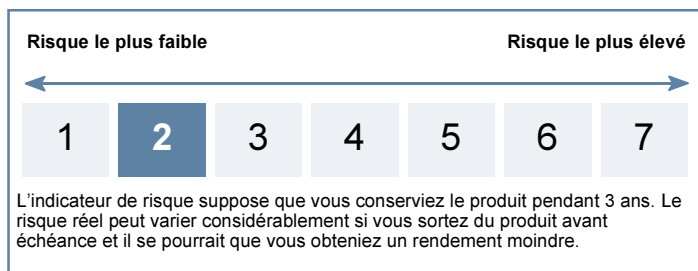 Risque le plus faible Risque le plus élevé
1 2 3 4 5 6 7
L'indicateur de risque suppose que vous conserviez le produit pendant 3 ans. Le
risque réel peut varier considérablement si vous sortez du produit avant
échéance et il se pourrait que vous obteniez un rendement moindre.